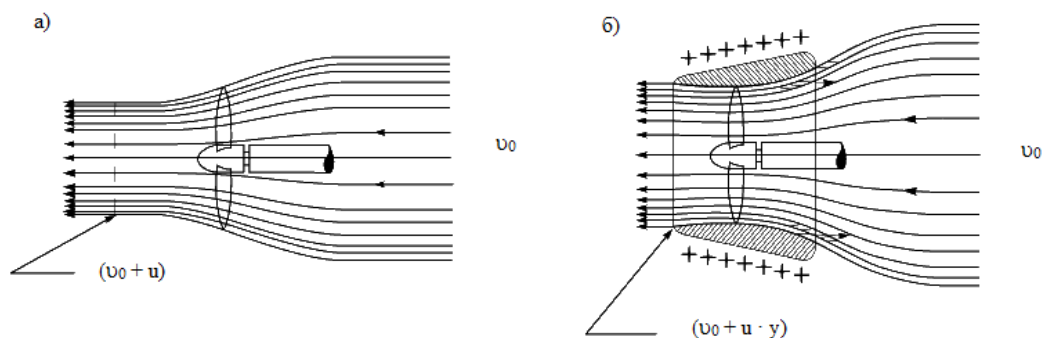 а)
б)
υ₀
υ₀
(υ₀ + u)
(υ₀ + u · y)
+ + + + + + +
+ + + + + + +